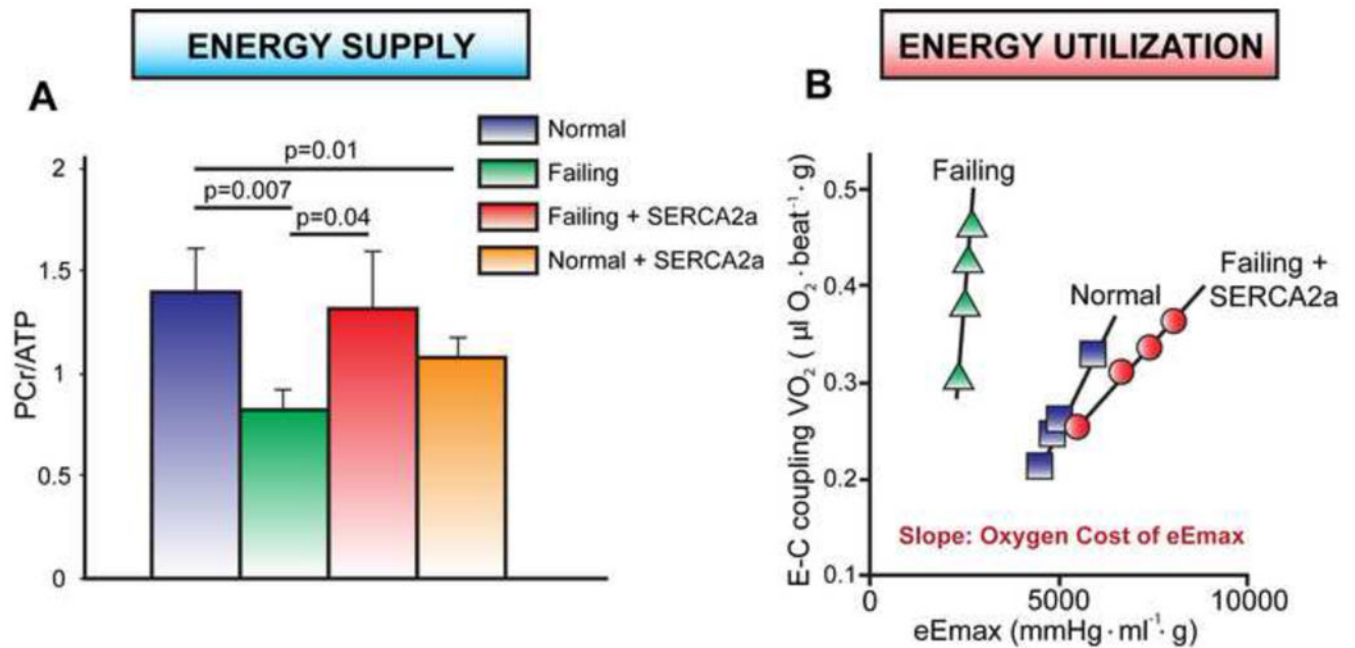 ENERGY SUPPLY
ENERGY UTILIZATION
A
Normal
Failing
Failing + SERCA2a
Normal + SERCA2a
p=0.01
p=0.007
p=0.04
2
1.5
1
0.5
0
PCr/ATP
B
0.5
0.4
0.3
0.2
0.1
E-C coupling VO₂ ( µl O₂ · beat⁻¹ · g)
Failing
Normal
Failing +
SERCA2a
Slope: Oxygen Cost of eEmax
0
5000
10000
eEmax (mmHg · ml⁻¹ · g)